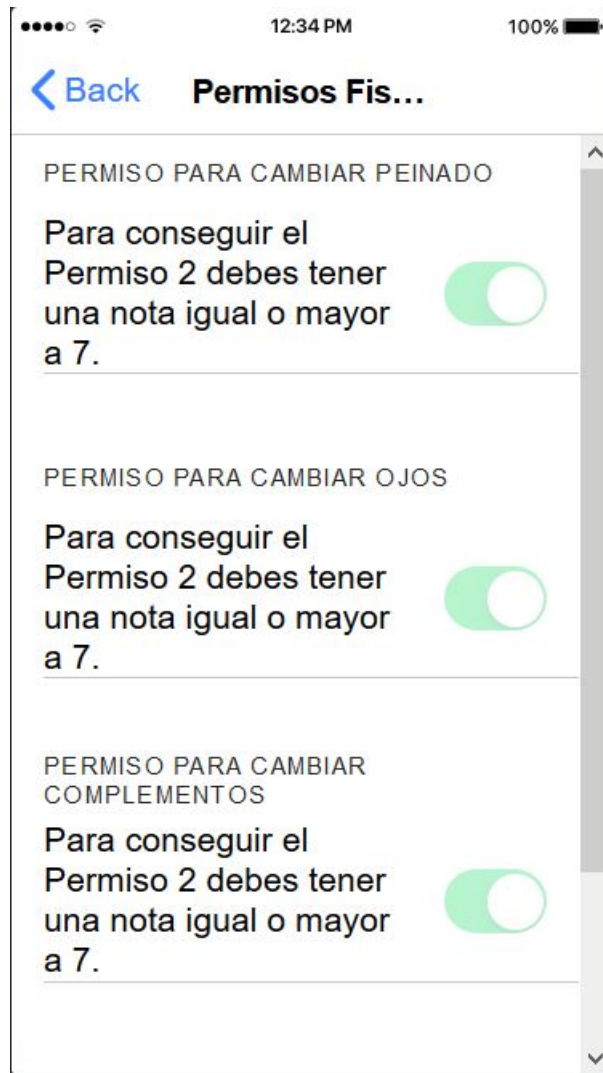 12:34 PM 100%
Back Permisos Fis...
PERMISO PARA CAMBIAR PEINADO
Para conseguir el
Permiso 2 debes tener
una nota igual o mayor
a 7.
PERMISO PARA CAMBIAR OJOS
Para conseguir el
Permiso 2 debes tener
una nota igual o mayor
a 7.
PERMISO PARA CAMBIAR
COMPLEMENTOS
Para conseguir el
Permiso 2 debes tener
una nota igual o mayor
a 7.